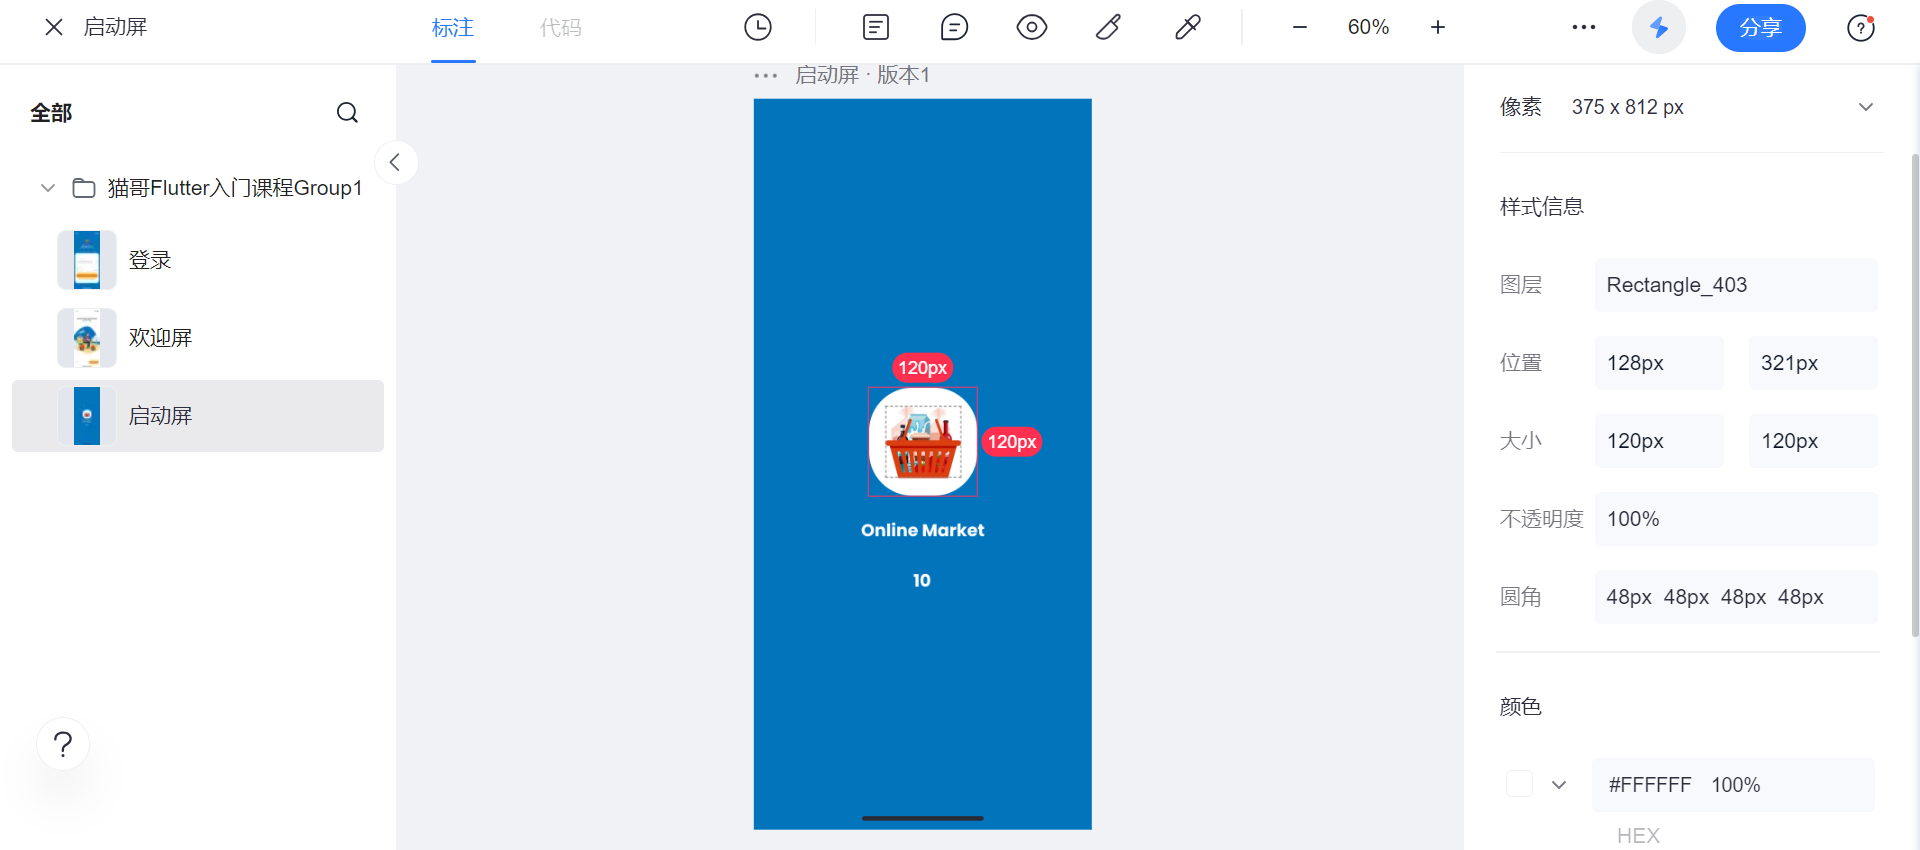 启动屏
标注
代码
60%
分享
启动屏 · 版本1
全部
猫哥Flutter入门课程Group1
登录
欢迎屏
启动屏
120px
120px
Online Market
10
像素 375 x 812 px
样式信息
图层 Rectangle_403
位置 128px 321px
大小 120px 120px
不透明度 100%
圆角 48px 48px 48px 48px
颜色
#FFFFFF 100%
HEX